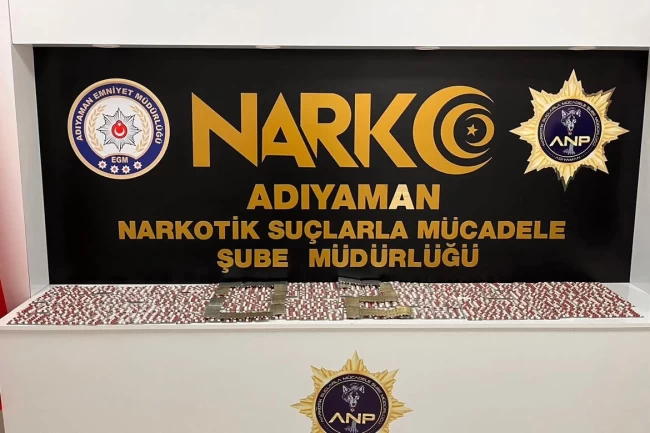 ADIYAMAN EMNİYET MÜDÜRLÜĞÜ
EGM
NARKO
ANP
ADIYAMAN
NARKOTİK SUÇLARLA MÜCADELE
ŞUBE MÜDÜRLÜĞÜ
ANP